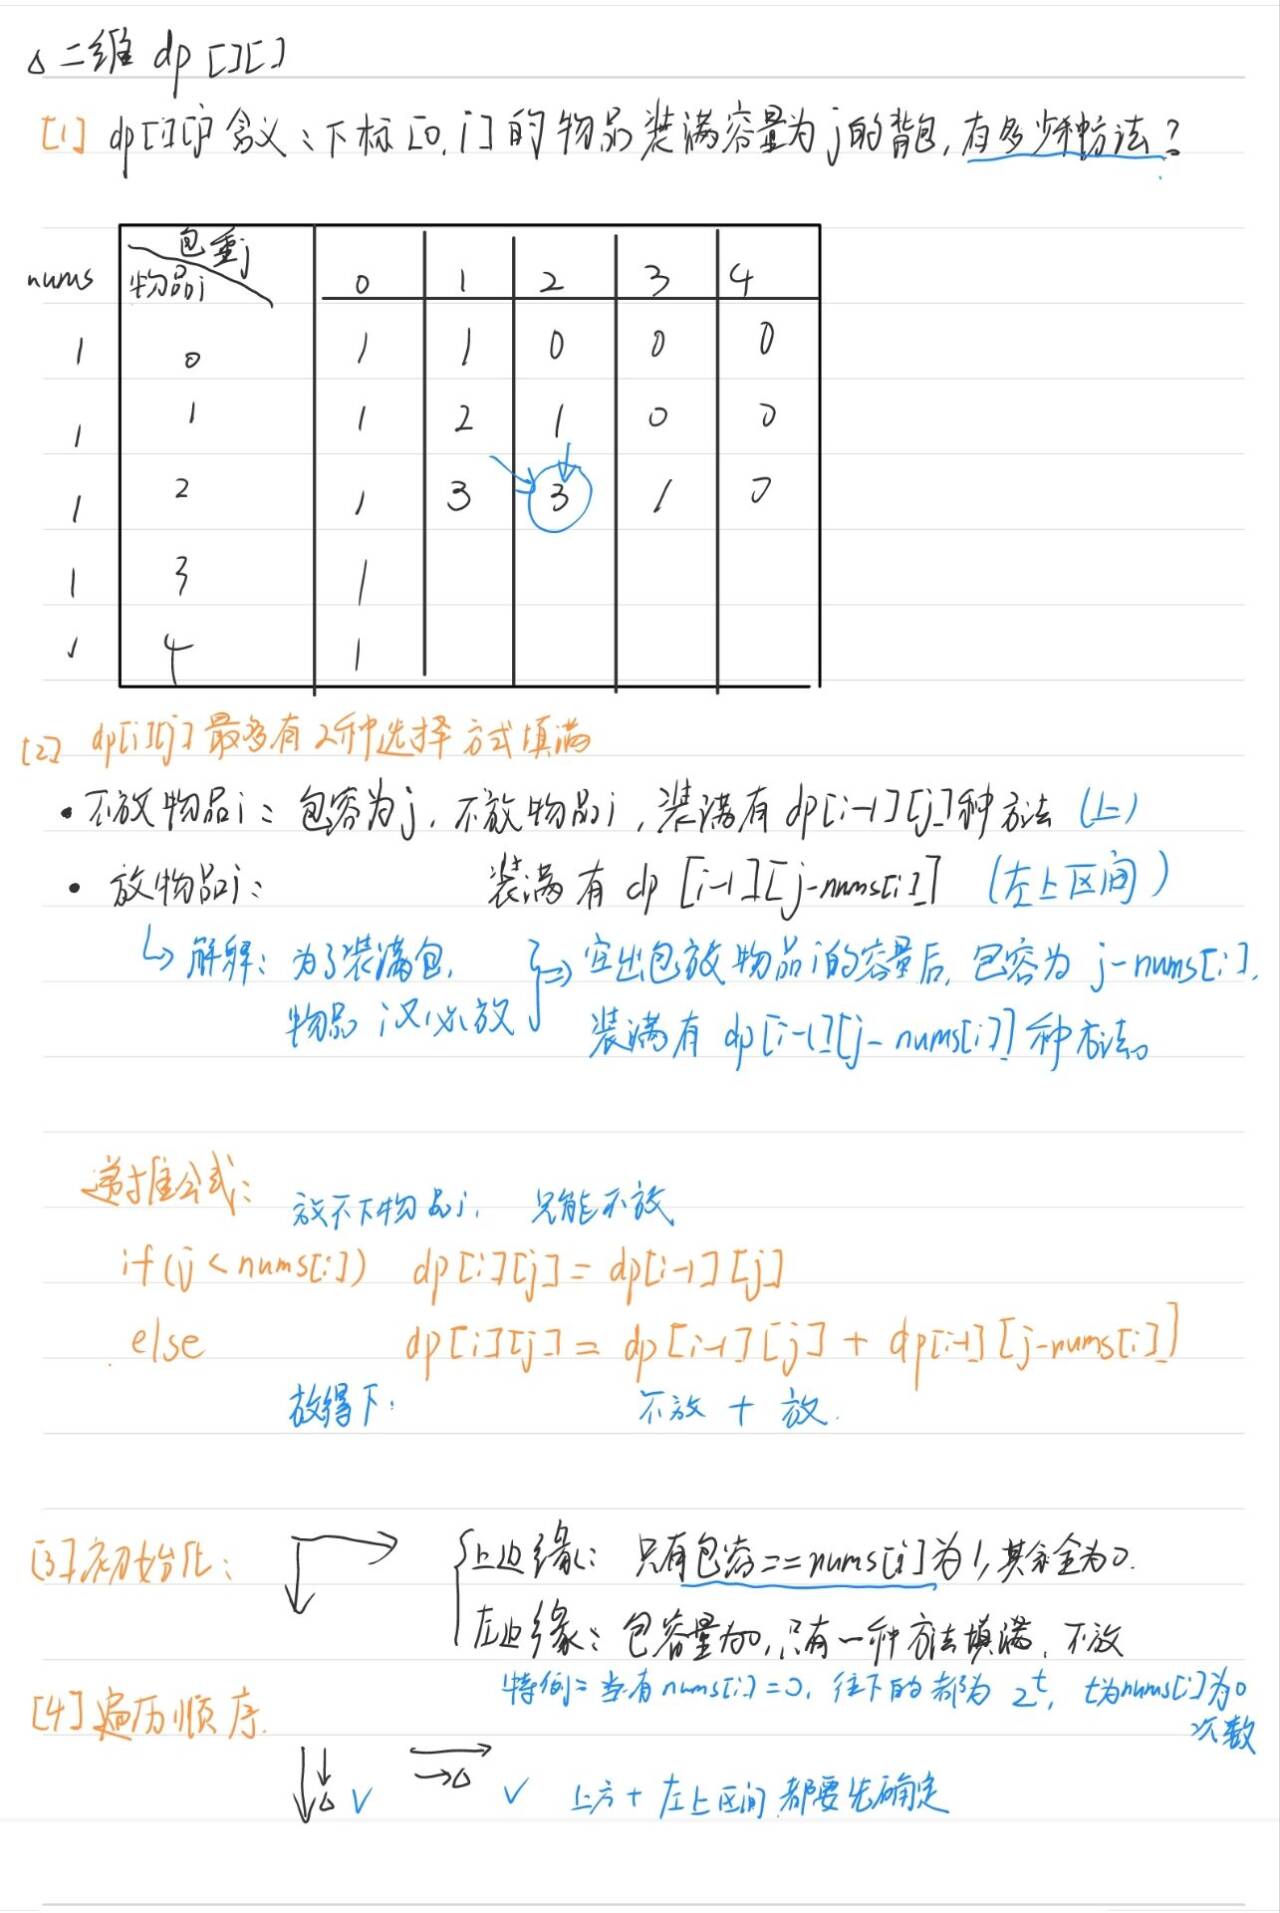 △ 二维 dp[][]
[1] dp[i][j]含义：下标[0,i]的物品装满容量为j的背包，有多少种方法？
包重j
nums 物品i 0 1 2 3 4
1 0 1 1 0 0 0
1 1 1 2 1 0 0
1 2 1 3 3 1 0
1 3 1
1 4 1
[2] dp[i][j]最多有2种选择方式填满
• 不放物品i：包容为j，不放物品i，装满有dp[i-1][j]种方法（上）
• 放物品i： 装满有dp[i-1][j-nums[i]]（左上区间）
↳ 解释：为了装满包， }⇒ 空出包放物品i的容量后，包容为 j-nums[i]，
物品i又必放 装满有dp[i-1][j-nums[i]]种方法。
递推公式：
放不下物品i，只能不放
if(j<nums[i]) dp[i][j]=dp[i-1][j]
else dp[i][j]=dp[i-1][j]+dp[i-1][j-nums[i]]
放得下. 不放 + 放.
[3]初始化： { 上边缘：只有包容==nums[i]为1，其余全为0.
左边缘：包容量为0，只有一种方法填满，不放
特例：当有nums[i]=0，往下的都为 2^t， t为nums[i]为0
次数
[4]遍历顺序.
↓↓△ √ →→△ √ 上方+左上区间 都要先确定